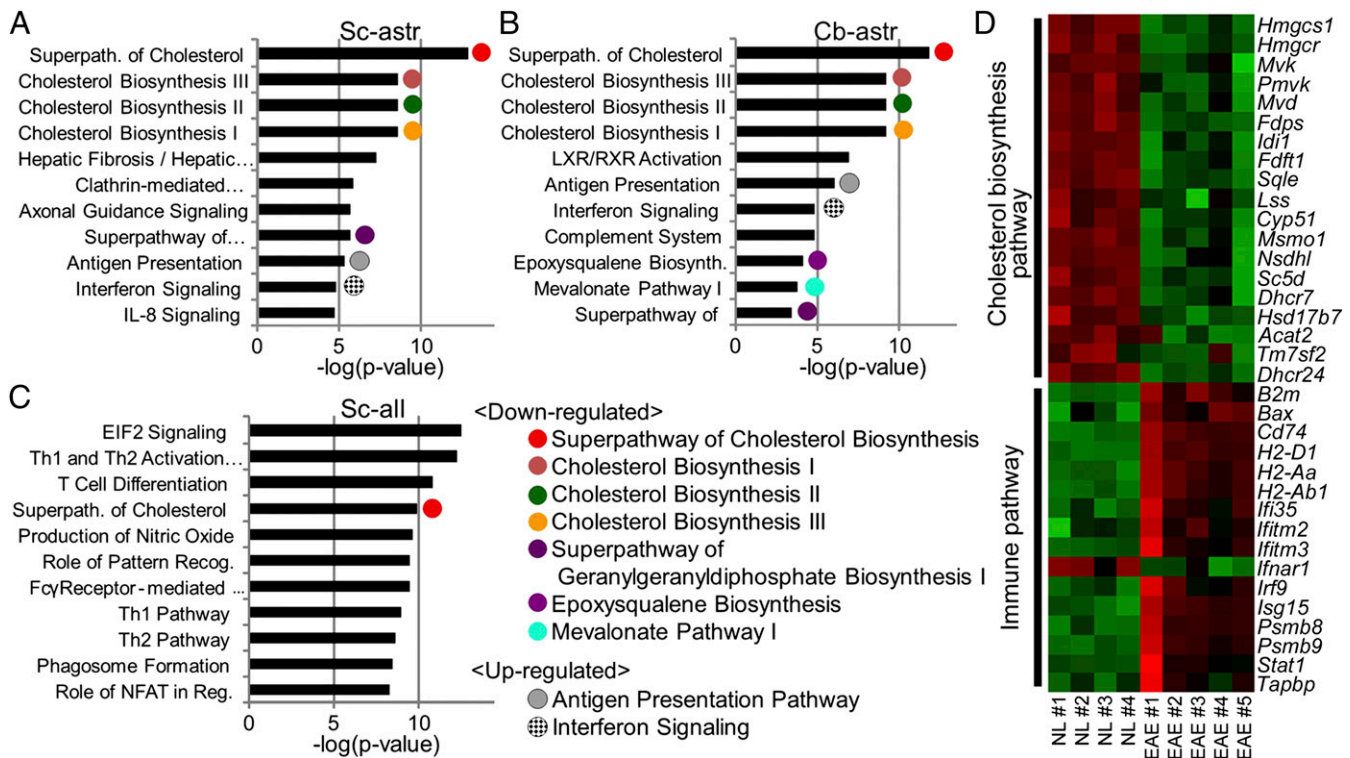 A
Sc-astr
Superpath. of Cholesterol
Cholesterol Biosynthesis III
Cholesterol Biosynthesis II
Cholesterol Biosynthesis I
Hepatic Fibrosis / Hepatic…
Clathrin-mediated…
Axonal Guidance Signaling
Superpathway of…
Antigen Presentation
Interferon Signaling
IL-8 Signaling
0 5 10
-log(p-value)
B
Cb-astr
Superpath. of Cholesterol
Cholesterol Biosynthesis III
Cholesterol Biosynthesis II
Cholesterol Biosynthesis I
LXR/RXR Activation
Antigen Presentation
Interferon Signaling
Complement System
Epoxysqualene Biosynth.
Mevalonate Pathway I
Superpathway of
0 5 10
-log(p-value)
C
Sc-all
EIF2 Signaling
Th1 and Th2 Activation…
T Cell Differentiation
Superpath. of Cholesterol
Production of Nitric Oxide
Role of Pattern Recog.
FcγReceptor-mediated ...
Th1 Pathway
Th2 Pathway
Phagosome Formation
Role of NFAT in Reg.
0 5 10
-log(p-value)
<Down-regulated>
Superpathway of Cholesterol Biosynthesis
Cholesterol Biosynthesis I
Cholesterol Biosynthesis II
Cholesterol Biosynthesis III
Superpathway of
Geranylgeranyldiphosphate Biosynthesis I
Epoxysqualene Biosynthesis
Mevalonate Pathway I
<Up-regulated>
Antigen Presentation Pathway
Interferon Signaling
D
Cholesterol biosynthesis
pathway
Hmgcs1
Hmgcr
Mvk
Pmvk
Mvd
Fdps
Idi1
Fdft1
Sqle
Lss
Cyp51
Msmo1
Nsdhl
Sc5d
Dhcr7
Hsd17b7
Acat2
Tm7sf2
Dhcr24
Immune pathway
B2m
Bax
Cd74
H2-D1
H2-Aa
H2-Ab1
Ifi35
Ifitm2
Ifitm3
Ifnar1
Irf9
Isg15
Psmb8
Psmb9
Stat1
Tapbp
NL #1
NL #2
NL #3
NL #4
EAE #1
EAE #2
EAE #3
EAE #4
EAE #5